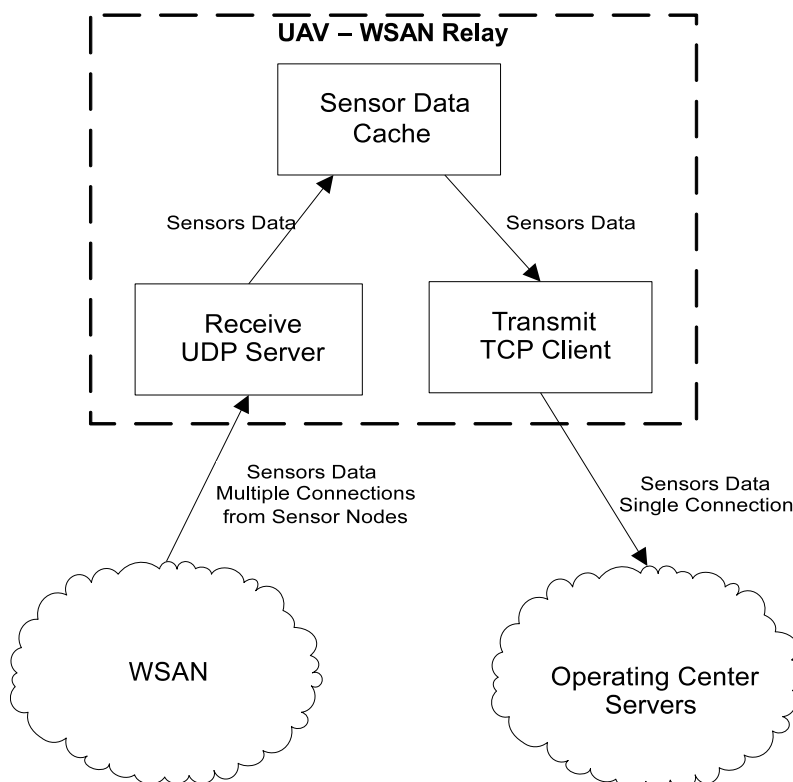 UAV – WSAN Relay
Sensor Data
Cache
Sensors Data
Sensors Data
Receive
UDP Server
Transmit
TCP Client
Sensors Data
Multiple Connections
from Sensor Nodes
Sensors Data
Single Connection
WSAN
Operating Center
Servers